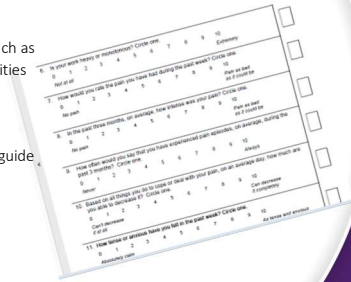 ch as
ities
guide
6. Is your work heavy or monotonous? Circle one.
0 1 2 3 4 5 6 7 8 9 10
Not at all Extremely
7. How would you rate the pain you have had during the past week? Circle one.
0 1 2 3 4 5 6 7 8 9 10
No pain Pain as bad
as it could be
8. In the past three months, on average, how intense was your pain? Circle one.
0 1 2 3 4 5 6 7 8 9 10
No pain Pain as bad
as it could be
9. How often would you say that you have experienced pain episodes, on average, during the
past 3 months? Circle one.
0 1 2 3 4 5 6 7 8 9 10
Never Always
10. Based on all things you do to cope or deal with your pain, on an average day, how much are
you able to decrease it? Circle one.
0 1 2 3 4 5 6 7 8 9 10
Can't decrease Can decrease
it at all it completely
11. How tense or anxious have you felt in the past week? Circle one.
0 1 2 3 4 5 6 7 8 9 10
Absolutely calm As tense and anxious